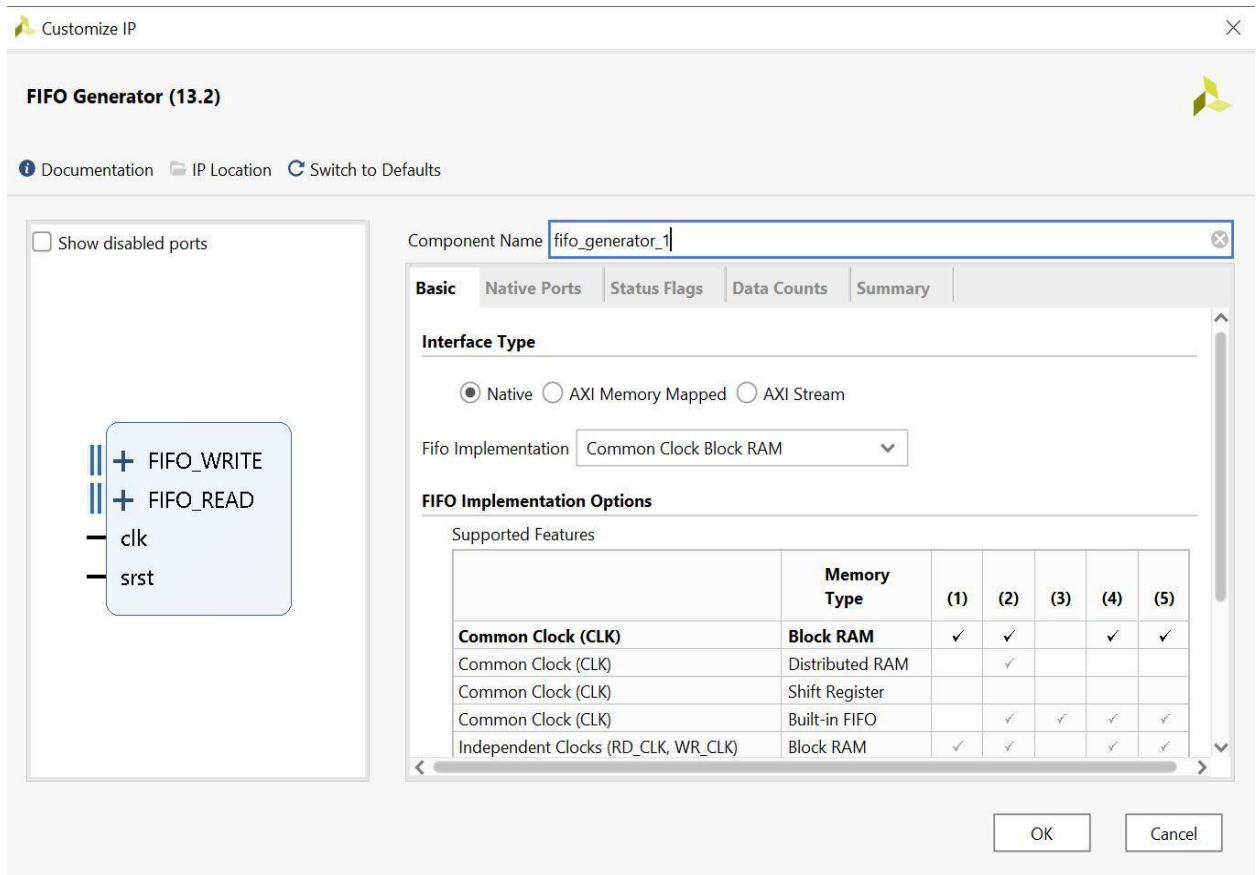 Customize IP
FIFO Generator (13.2)
Documentation IP Location Switch to Defaults
Show disabled ports
FIFO_WRITE
FIFO_READ
clk
srst
Component Name fifo_generator_1
Basic Native Ports Status Flags Data Counts Summary
Interface Type
Native AXI Memory Mapped AXI Stream
Fifo Implementation Common Clock Block RAM
FIFO Implementation Options
Supported Features
Memory
Type (1) (2) (3) (4) (5)
Common Clock (CLK) Block RAM ✓ ✓ ✓ ✓
Common Clock (CLK) Distributed RAM ✓
Common Clock (CLK) Shift Register
Common Clock (CLK) Built-in FIFO ✓ ✓ ✓ ✓
Independent Clocks (RD_CLK, WR_CLK) Block RAM ✓ ✓ ✓ ✓
OK Cancel